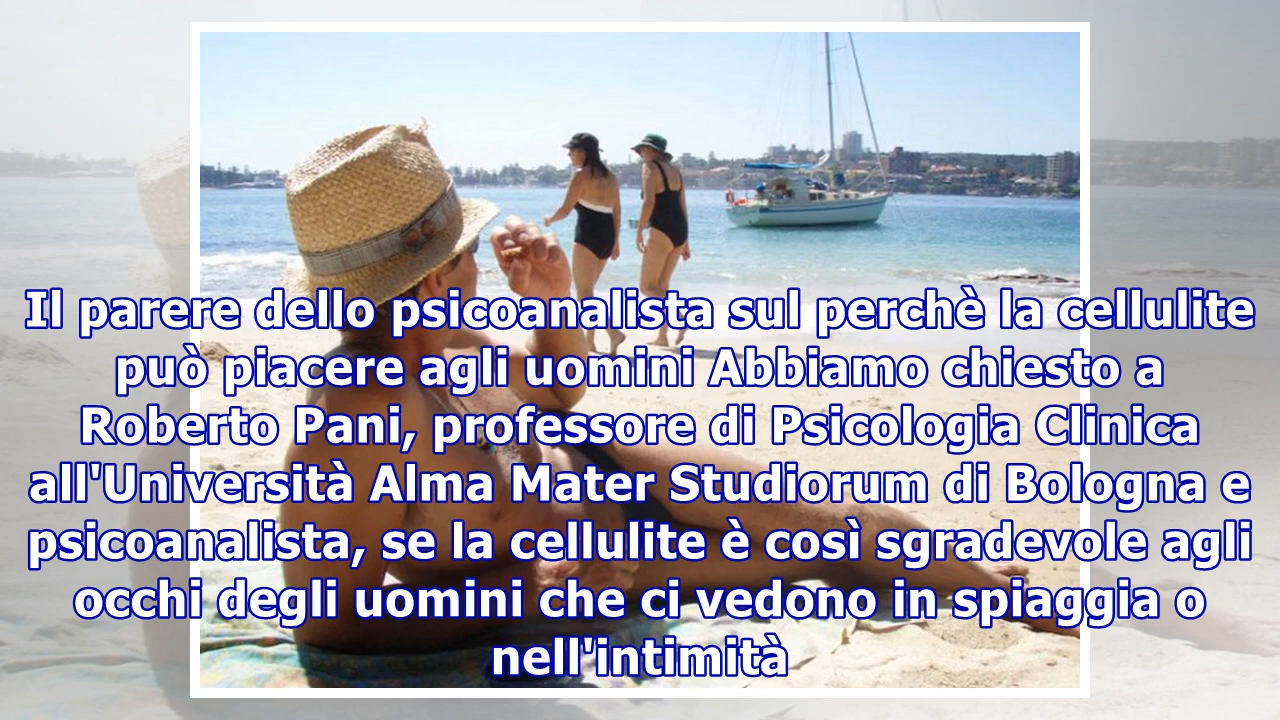 Il parere dello psicoanalista sul perchè la cellulite
può piacere agli uomini Abbiamo chiesto a
Roberto Pani, professore di Psicologia Clinica
all'Università Alma Mater Studiorum di Bologna e
psicoanalista, se la cellulite è così sgradevole agli
occhi degli uomini che ci vedono in spiaggia o
nell'intimità